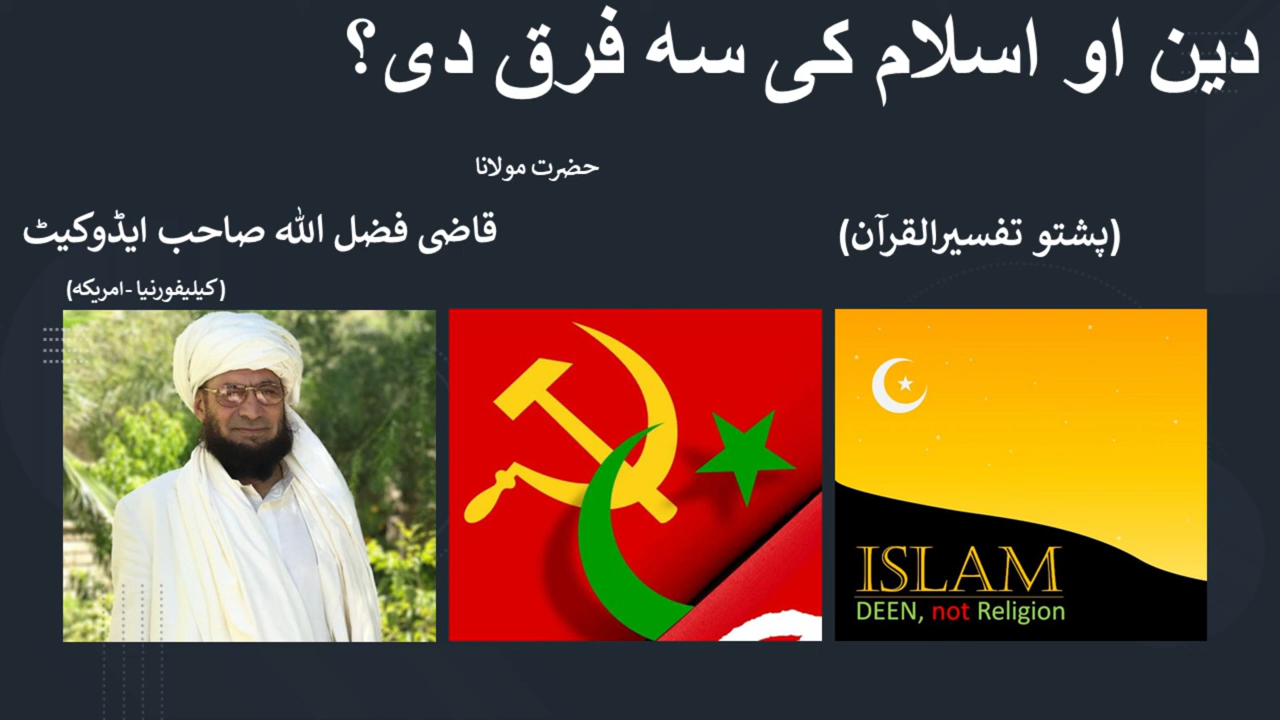 دین او اسلام کی سه فرق دی؟
حضرت مولانا
قاضی فضل الله صاحب ایڈوکیٹ
(پشتو تفسیرالقرآن)
(کیلیفورنیا - امریکه)
ISLAM
DEEN, not Religion